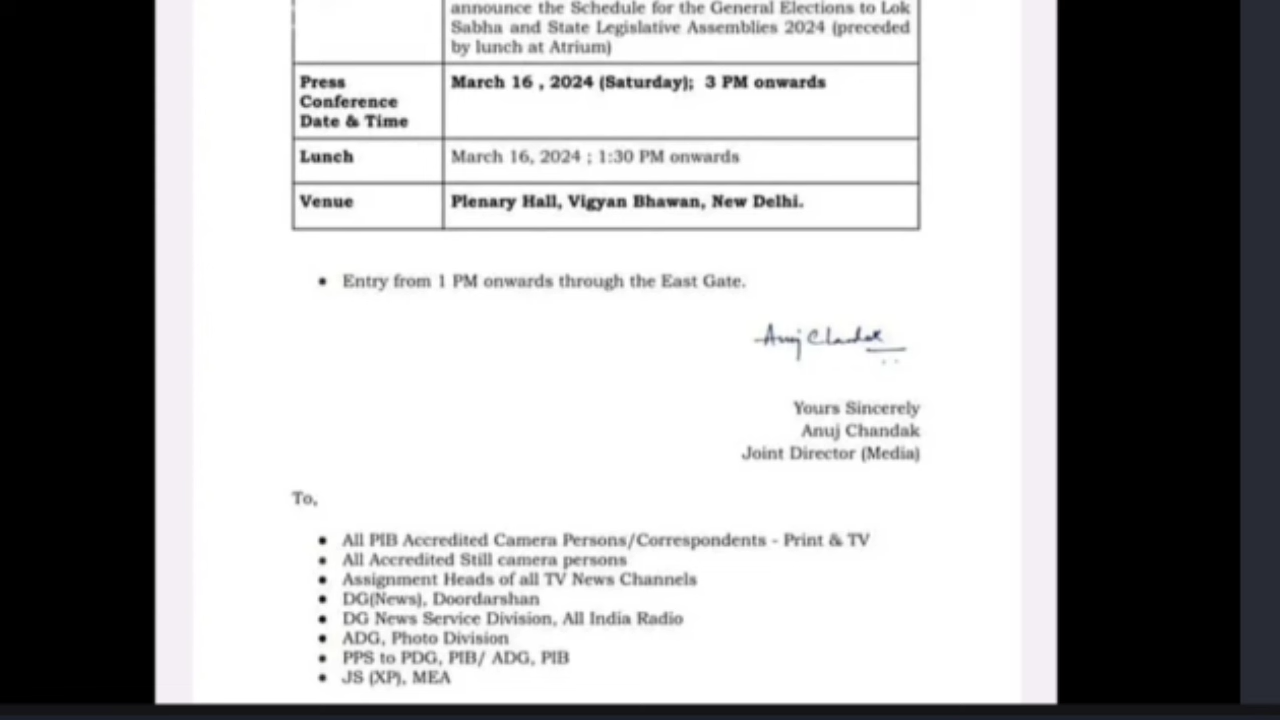 announce the Schedule for the General Elections to Lok
Sabha and State Legislative Assemblies 2024 (preceded
by lunch at Atrium)
Press
Conference
Date & Time
March 16 , 2024 (Saturday);  3 PM onwards
Lunch
March 16, 2024 ; 1:30 PM onwards
Venue
Plenary Hall, Vigyan Bhawan, New Delhi.
• Entry from 1 PM onwards through the East Gate.
Anuj Chandak
Yours Sincerely
Anuj Chandak
Joint Director (Media)
To,
• All PIB Accredited Camera Persons/Correspondents - Print & TV
• All Accredited Still camera persons
• Assignment Heads of all TV News Channels
• DG(News), Doordarshan
• DG News Service Division, All India Radio
• ADG, Photo Division
• PPS to PDG, PIB/ ADG, PIB
• JS (XP), MEA